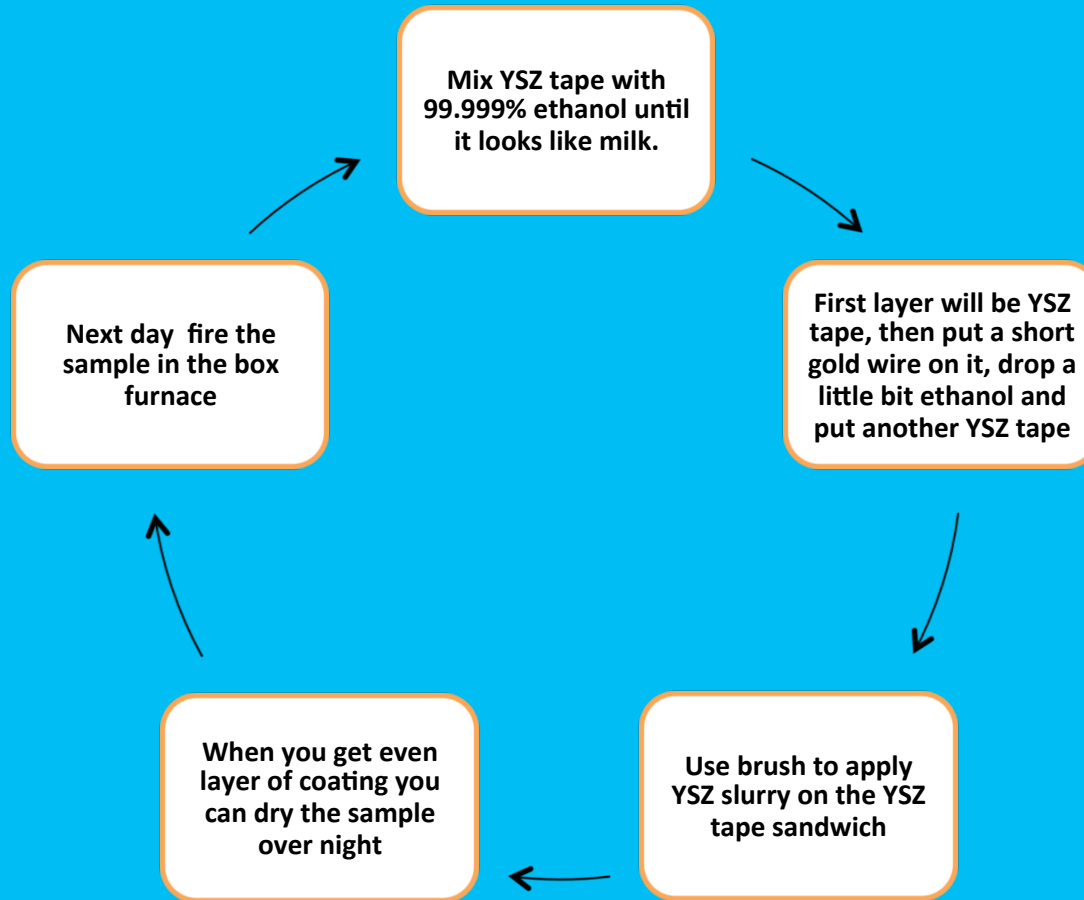 Mix YSZ tape with
99.999% ethanol until
it looks like milk.
First layer will be YSZ
tape, then put a short
gold wire on it, drop a
little bit ethanol and
put another YSZ tape
Use brush to apply
YSZ slurry on the YSZ
tape sandwich
When you get even
layer of coating you
can dry the sample
over night
Next day  fire the
sample in the box
furnace